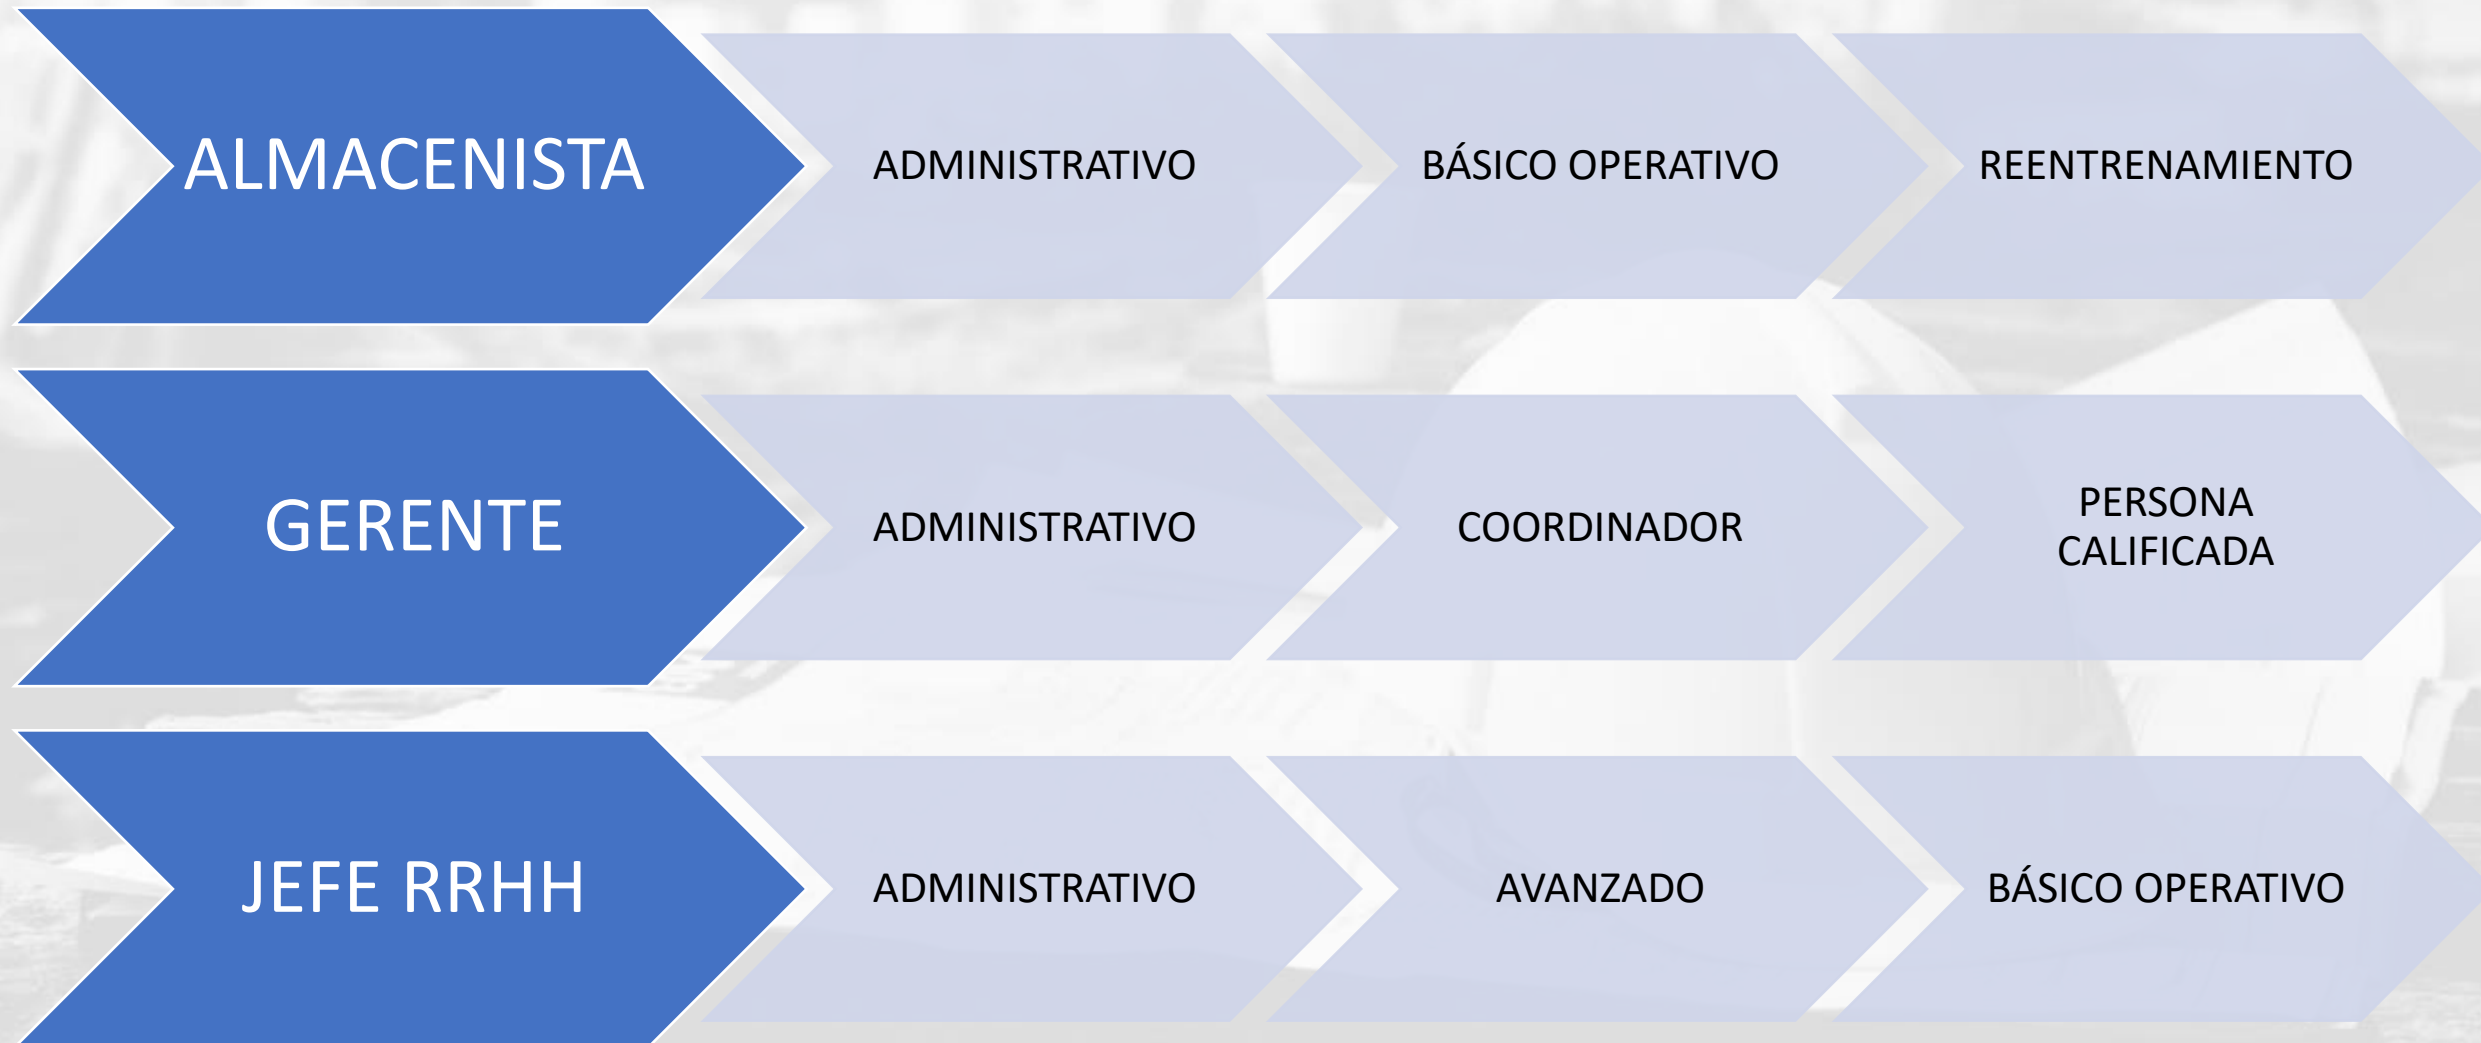 ALMACENISTA
ADMINISTRATIVO
BÁSICO OPERATIVO
REENTRENAMIENTO
GERENTE
ADMINISTRATIVO
COORDINADOR
PERSONA
CALIFICADA
JEFE RRHH
ADMINISTRATIVO
AVANZADO
BÁSICO OPERATIVO